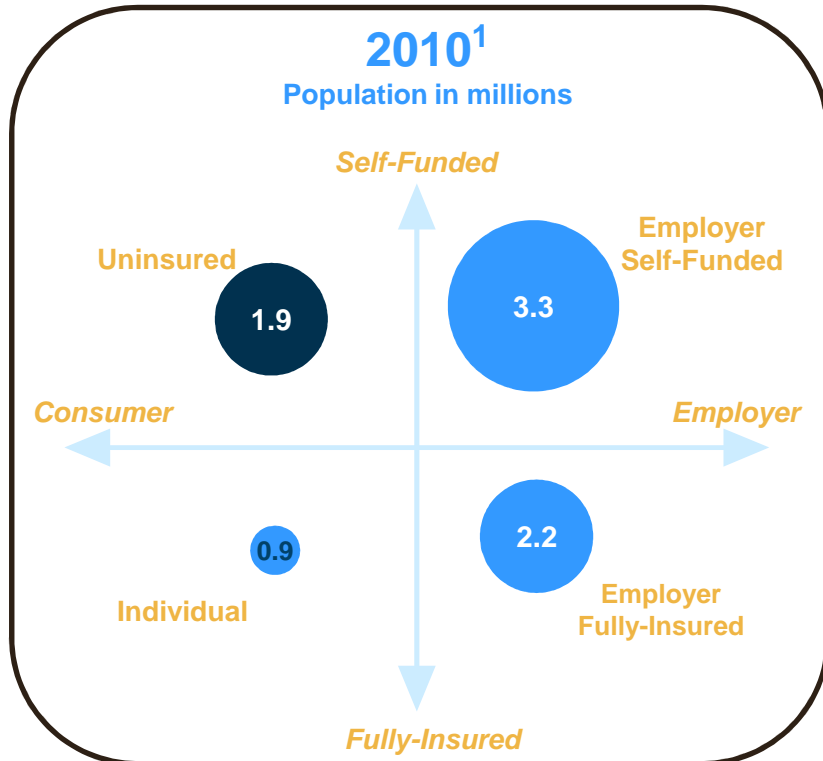 2010¹
Population in millions
Self-Funded
Uninsured
Employer
Self-Funded
1.9
3.3
Consumer
Employer
0.9
2.2
Individual
Employer
Fully-Insured
Fully-Insured